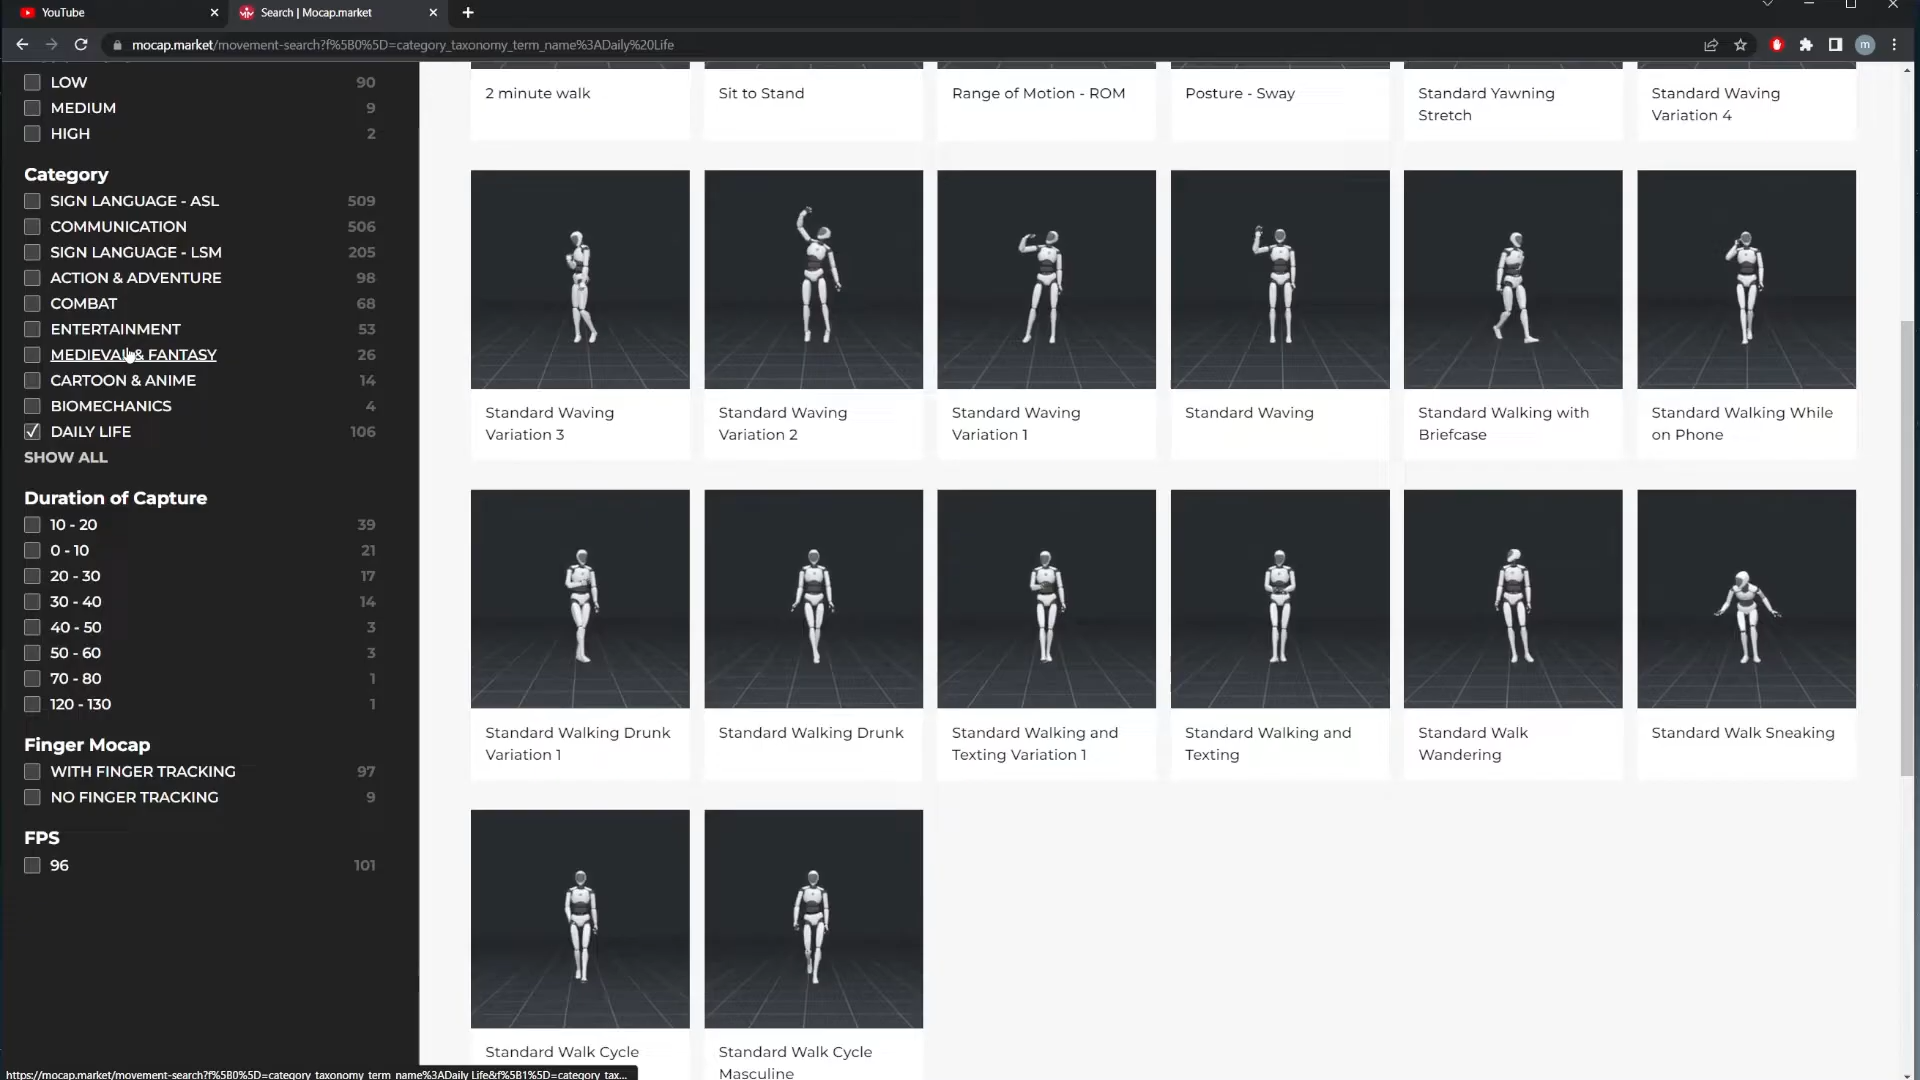 YouTube
Search | Mocap.market
mocap.market/movement-search?f%5B0%5D=category_taxonomy_term_name%3ADaily%20Life
m
LOW 90
MEDIUM 9
HIGH 2
Category
SIGN LANGUAGE - ASL 509
COMMUNICATION 506
SIGN LANGUAGE - LSM 205
ACTION & ADVENTURE 98
COMBAT 68
ENTERTAINMENT 53
MEDIEVAL & FANTASY 26
CARTOON & ANIME 14
BIOMECHANICS 4
DAILY LIFE 106
SHOW ALL
Duration of Capture
10 - 20 39
0 - 10 21
20 - 30 17
30 - 40 14
40 - 50 3
50 - 60 3
70 - 80 1
120 - 130 1
Finger Mocap
WITH FINGER TRACKING 97
NO FINGER TRACKING 9
FPS
96 101
2 minute walk
Sit to Stand
Range of Motion - ROM
Posture - Sway
Standard Yawning
Stretch
Standard Waving
Variation 4
Standard Waving
Variation 3
Standard Waving
Variation 2
Standard Waving
Variation 1
Standard Waving
Standard Walking with
Briefcase
Standard Walking While
on Phone
Standard Walking Drunk
Variation 1
Standard Walking Drunk
Standard Walking and
Texting Variation 1
Standard Walking and
Texting
Standard Walk
Wandering
Standard Walk Sneaking
Standard Walk Cycle
Standard Walk Cycle
Masculine
https://mocap.market/movement-search?f%5B0%5D=category_taxonomy_term_name%3ADaily Life&f%5B1%5D=category_tax...